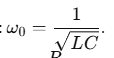 : ω₀ = 1/√(LC).